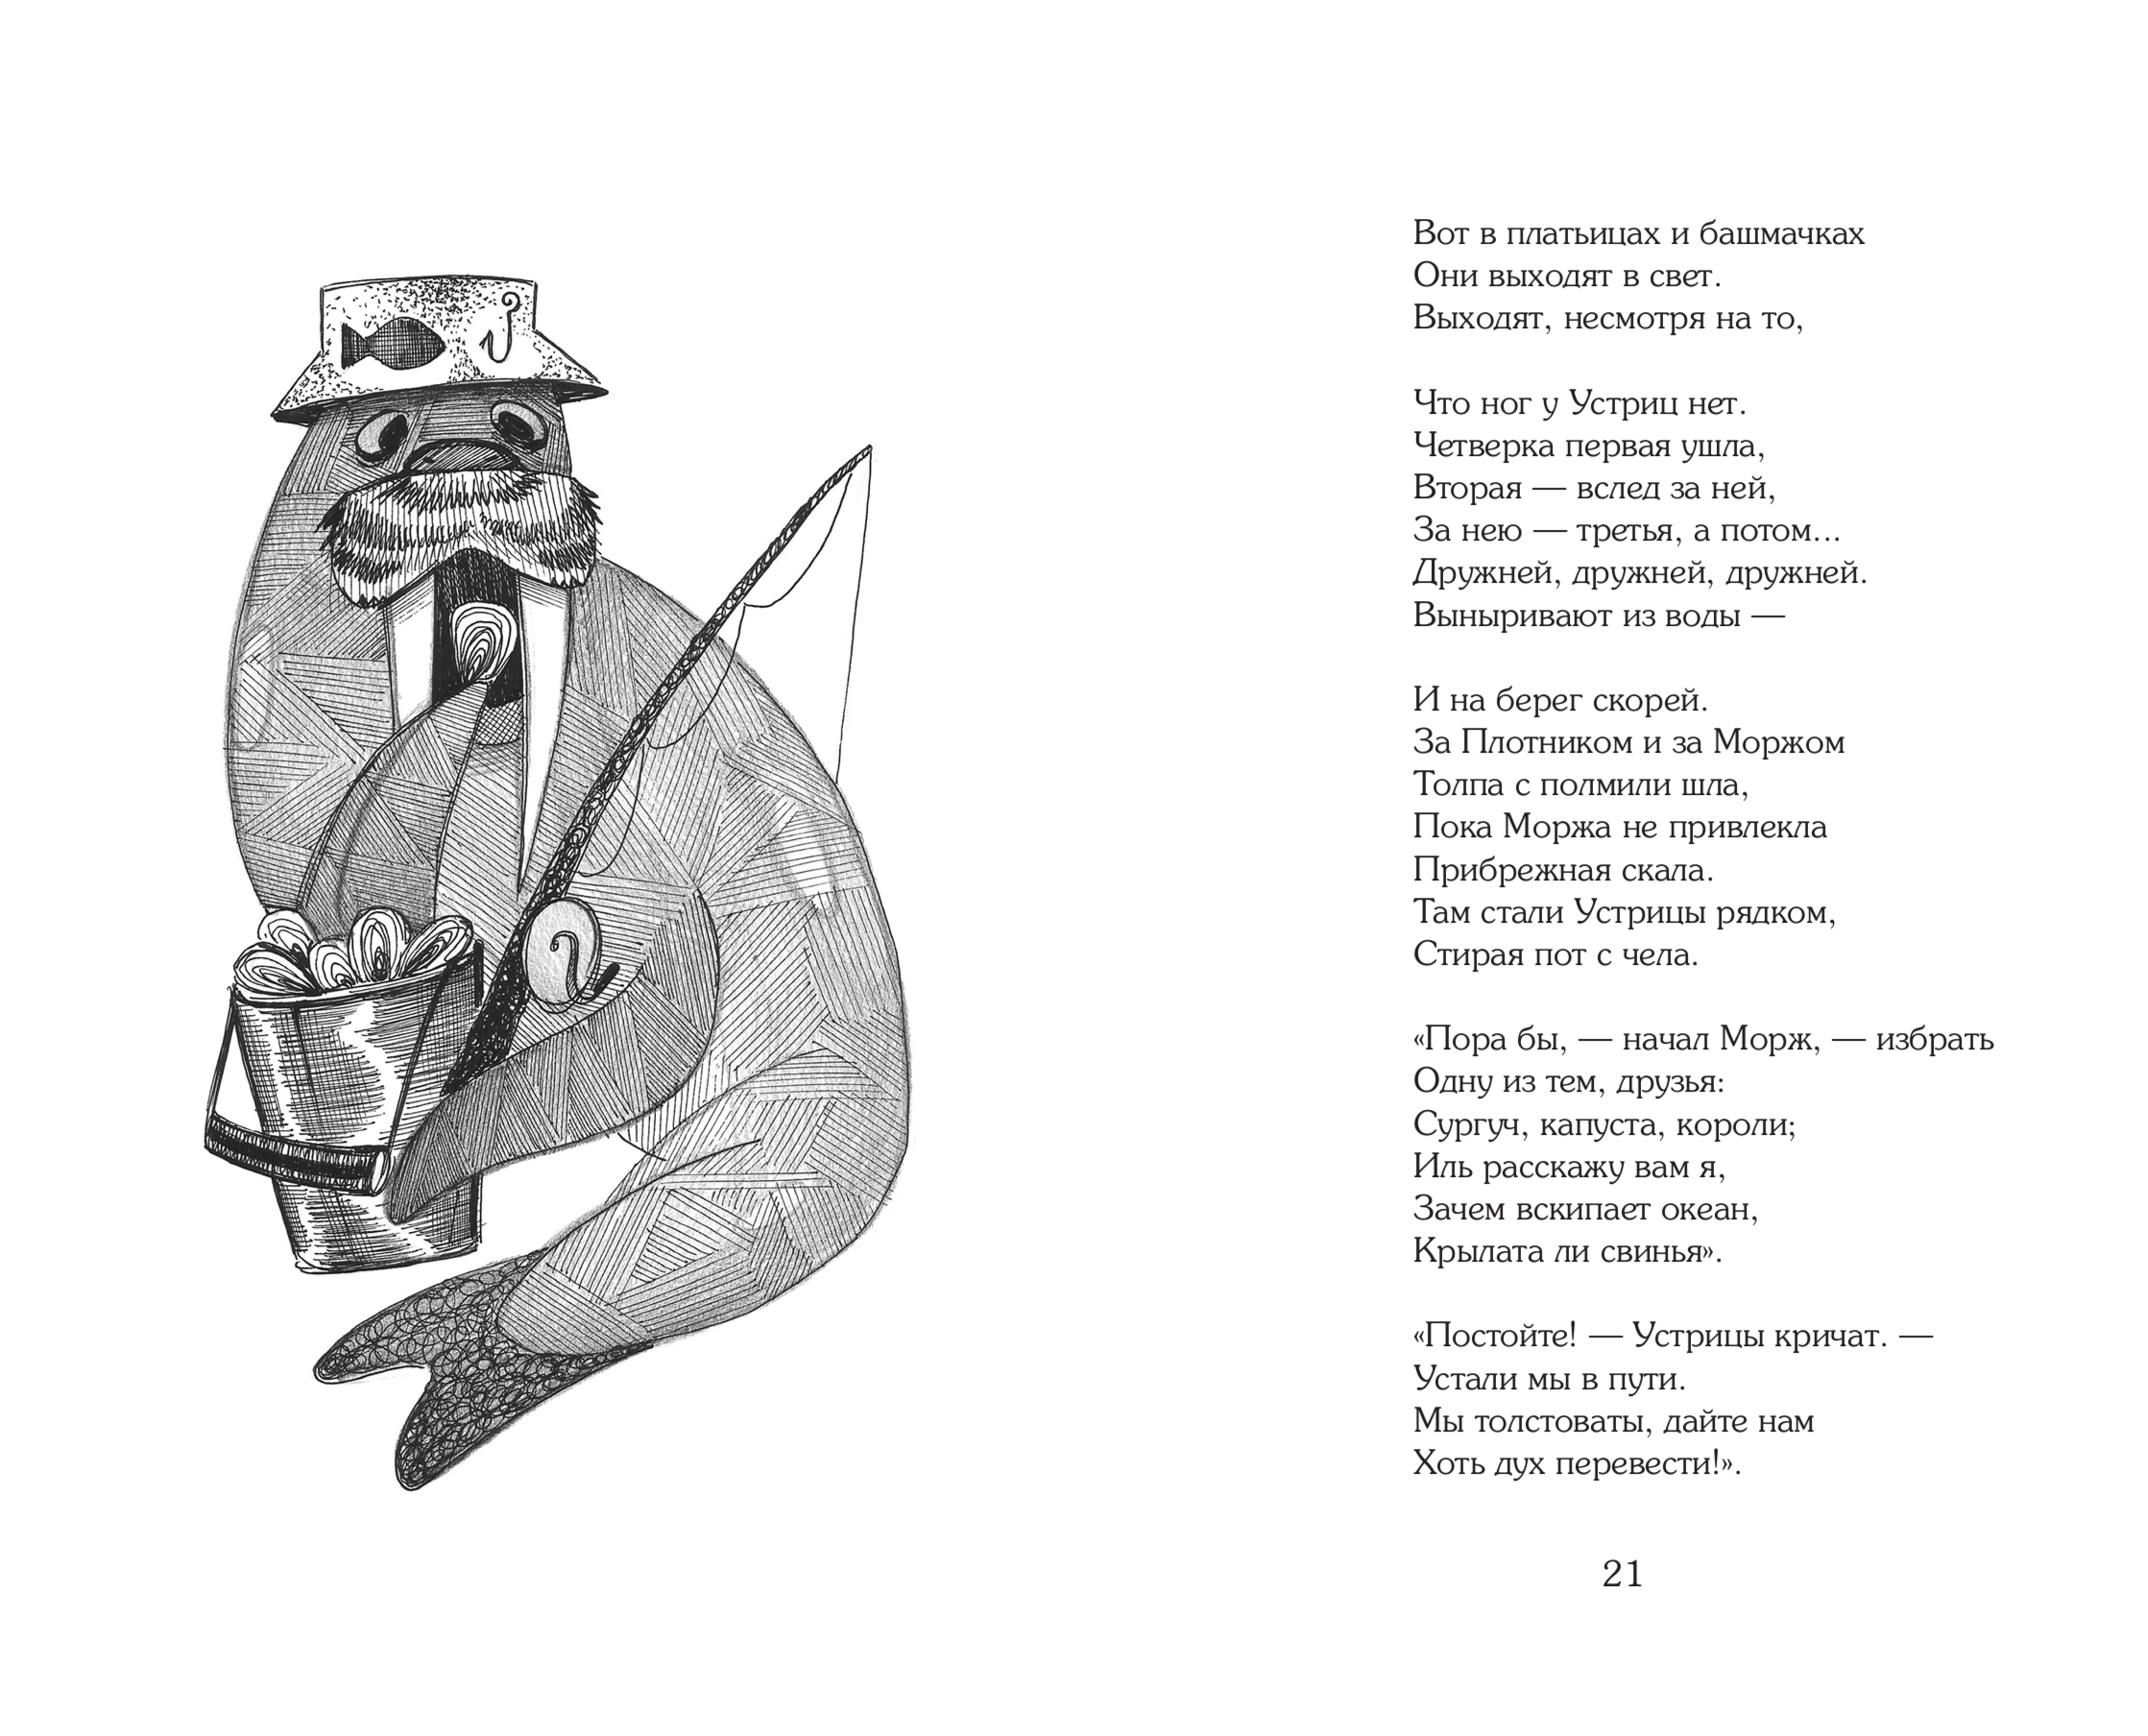 Вот в платьицах и башмачках
Они выходят в свет.
Выходят, несмотря на то,
Что ног у Устриц нет.
Четверка первая ушла,
Вторая — вслед за ней,
За нею — третья, а потом...
Дружней, дружней, дружней.
Выныривают из воды —
И на берег скорей.
За Плотником и за Моржом
Толпа с полмили шла,
Пока Моржа не привлекла
Прибрежная скала.
Там стали Устрицы рядком,
Стирая пот с чела.
«Пора бы, — начал Морж, — избрать
Одну из тем, друзья:
Сургуч, капуста, короли;
Иль расскажу вам я,
Зачем вскипает океан,
Крылата ли свинья».
«Постойте! — Устрицы кричат. —
Устали мы в пути.
Мы толстоваты, дайте нам
Хоть дух перевести!».
21